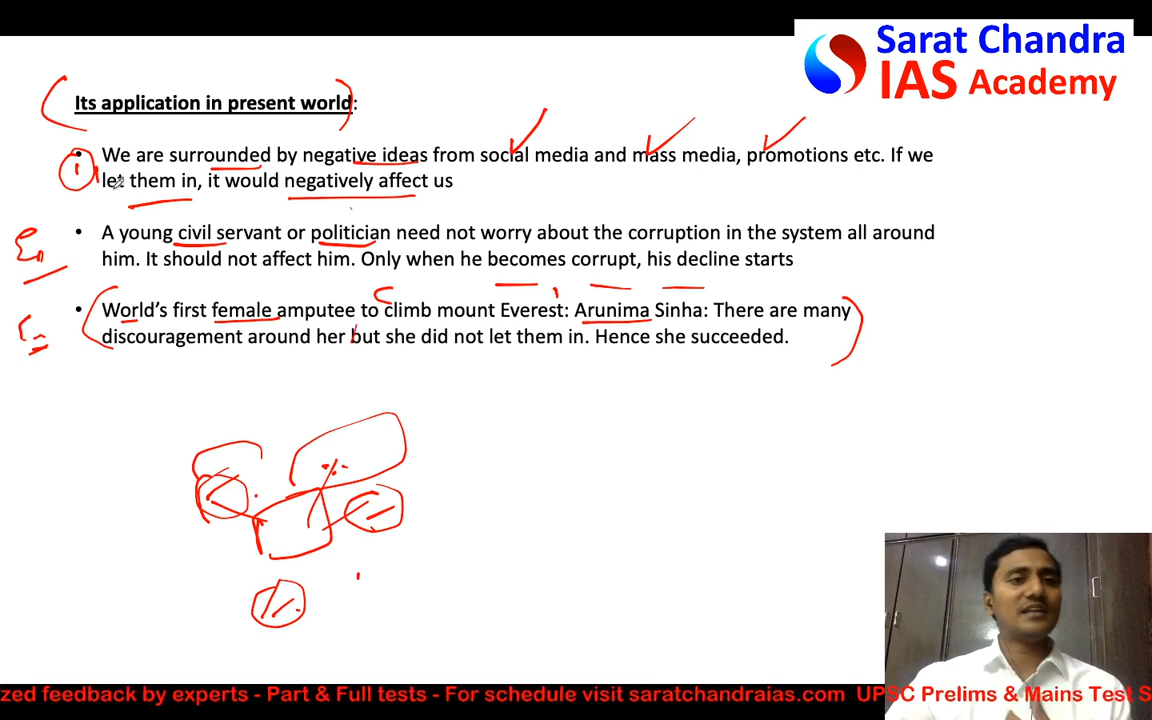 Sarat Chandra
IAS Academy
Its application in present world:
• We are surrounded by negative ideas from social media and mass media, promotions etc. If we
let them in, it would negatively affect us
• A young civil servant or politician need not worry about the corruption in the system all around
him. It should not affect him. Only when he becomes corrupt, his decline starts
• World's first female amputee to climb mount Everest: Arunima Sinha: There are many
discouragement around her but she did not let them in. Hence she succeeded.
zed feedback by experts - Part & Full tests - For schedule visit saratchandraias.com UPSC Prelims & Mains Test S